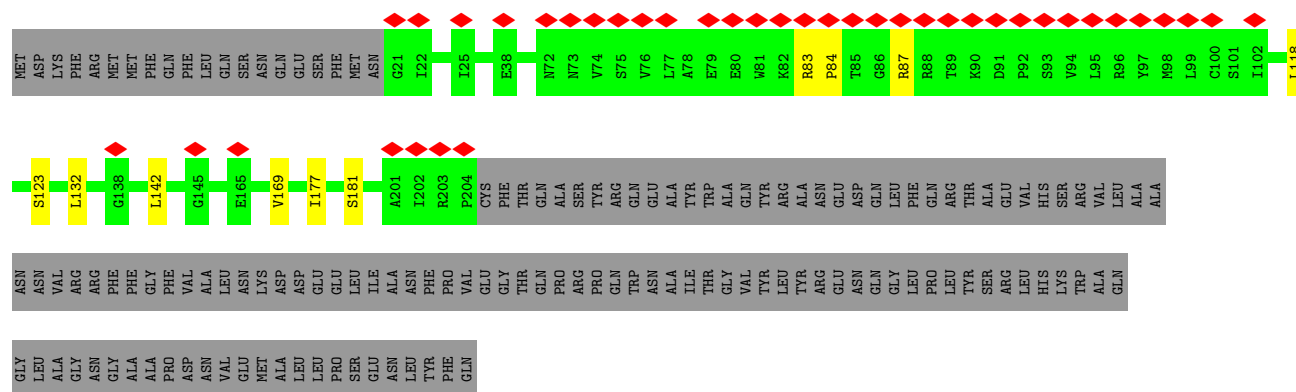 MET ASP LYS PHE ARG MET MET PHE GLN PHE LEU GLN SER ASN GLN GLU SER PHE MET ASN G21 I22 I25 E38 N72 N73 V74 S75 V76 L77 A78 E79 E80 W81 K82 R83 P84 T85 G86 R87 R88 T89 K90 D91 P92 S93 V94 L95 R96 Y97 M98 L99 C100 S101 I102
S123 L132 G138 L142 G145 E165 V169 I177 S181 A201 I202 R203 P204 CYS PHE THR GLN ALA SER TYR ARG GLN GLU ALA TYR TRP ALA GLN TYR ARG ALA ASN GLU ASP GLN LEU PHE GLN ARG THR ALA GLU VAL HIS SER ARG VAL LEU ALA ALA
ASN ASN VAL ARG ARG PHE PHE GLY PHE VAL ALA LEU ASN LYS ASP ASP GLU GLU LEU ILE ALA ASN PHE PRO VAL GLU GLY THR GLN PRO ARG PRO GLN TRP ASN ALA ILE THR GLY VAL TYR LEU TYR ARG GLU ASN GLN GLY LEU PRO LEU TYR SER ARG LEU HIS LYS TRP ALA GLN
GLY LEU ALA GLY ASN GLY ALA ALA PRO ASP ASN VAL GLU MET ALA LEU LEU PRO SER GLU ASN LEU TYR PHE GLN